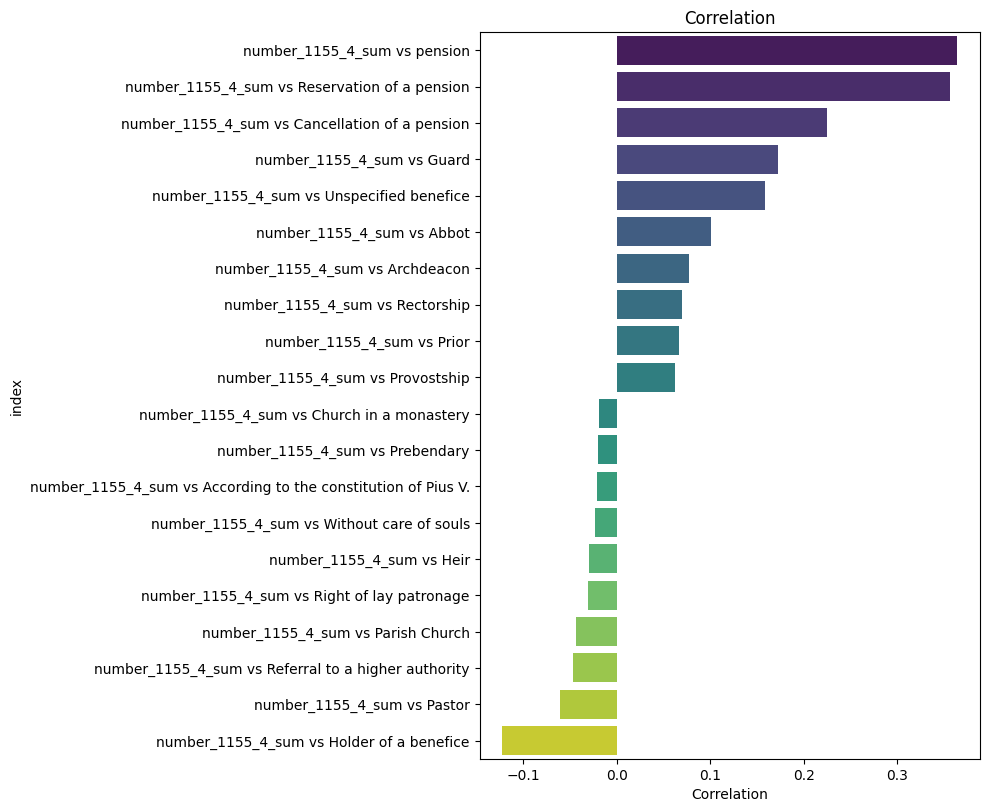 Correlation
number_1155_4_sum vs pension
number_1155_4_sum vs Reservation of a pension
number_1155_4_sum vs Cancellation of a pension
number_1155_4_sum vs Guard
number_1155_4_sum vs Unspecified benefice
number_1155_4_sum vs Abbot
number_1155_4_sum vs Archdeacon
number_1155_4_sum vs Rectorship
number_1155_4_sum vs Prior
number_1155_4_sum vs Provostship
number_1155_4_sum vs Church in a monastery
number_1155_4_sum vs Prebendary
number_1155_4_sum vs According to the constitution of Pius V.
number_1155_4_sum vs Without care of souls
number_1155_4_sum vs Heir
number_1155_4_sum vs Right of lay patronage
number_1155_4_sum vs Parish Church
number_1155_4_sum vs Referral to a higher authority
number_1155_4_sum vs Pastor
number_1155_4_sum vs Holder of a benefice
index
−0.1 0.0 0.1 0.2 0.3
Correlation